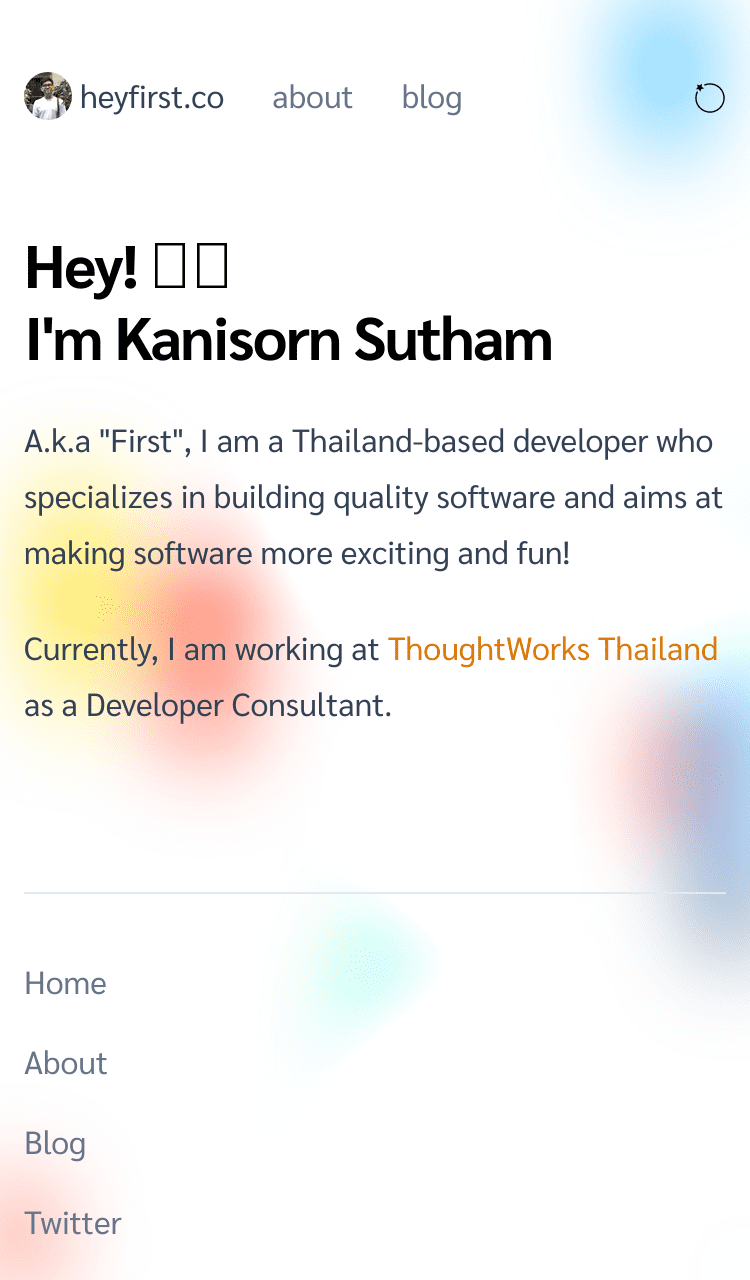 heyfirst.co about blog
Hey!
I'm Kanisorn Sutham
A.k.a "First", I am a Thailand-based developer who
specializes in building quality software and aims at
making software more exciting and fun!
Currently, I am working at ThoughtWorks Thailand
as a Developer Consultant.
Home
About
Blog
Twitter